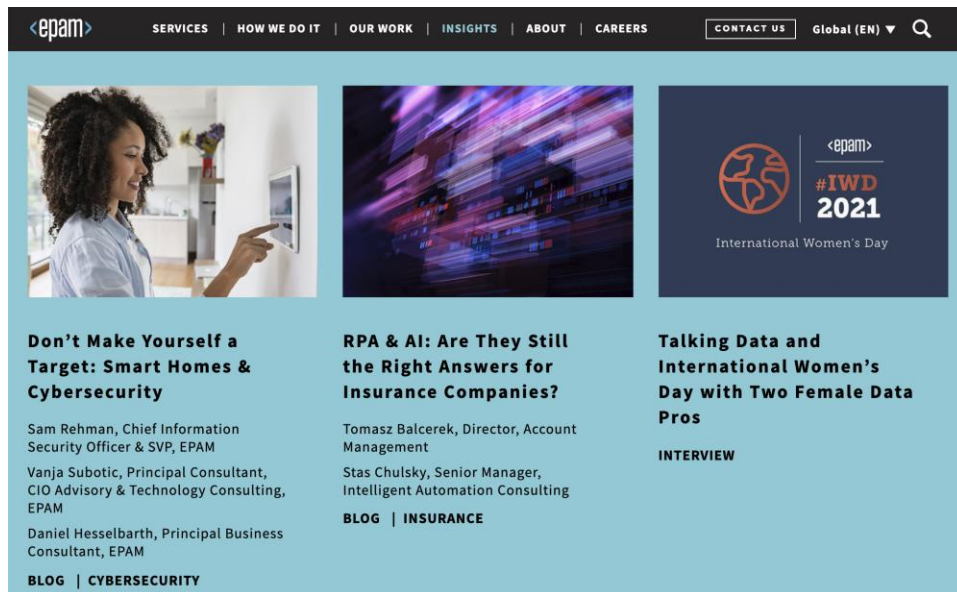 <epam>
SERVICES | HOW WE DO IT | OUR WORK | INSIGHTS | ABOUT | CAREERS
CONTACT US
Global (EN) ▼
<epam>
#IWD
2021
International Women's Day
Don't Make Yourself a
Target: Smart Homes &
Cybersecurity
Sam Rehman, Chief Information
Security Officer & SVP, EPAM
Vanja Subotic, Principal Consultant,
CIO Advisory & Technology Consulting,
EPAM
Daniel Hesselbarth, Principal Business
Consultant, EPAM
BLOG | CYBERSECURITY
RPA & AI: Are They Still
the Right Answers for
Insurance Companies?
Tomasz Balcerek, Director, Account
Management
Stas Chulsky, Senior Manager,
Intelligent Automation Consulting
BLOG | INSURANCE
Talking Data and
International Women's
Day with Two Female Data
Pros
INTERVIEW